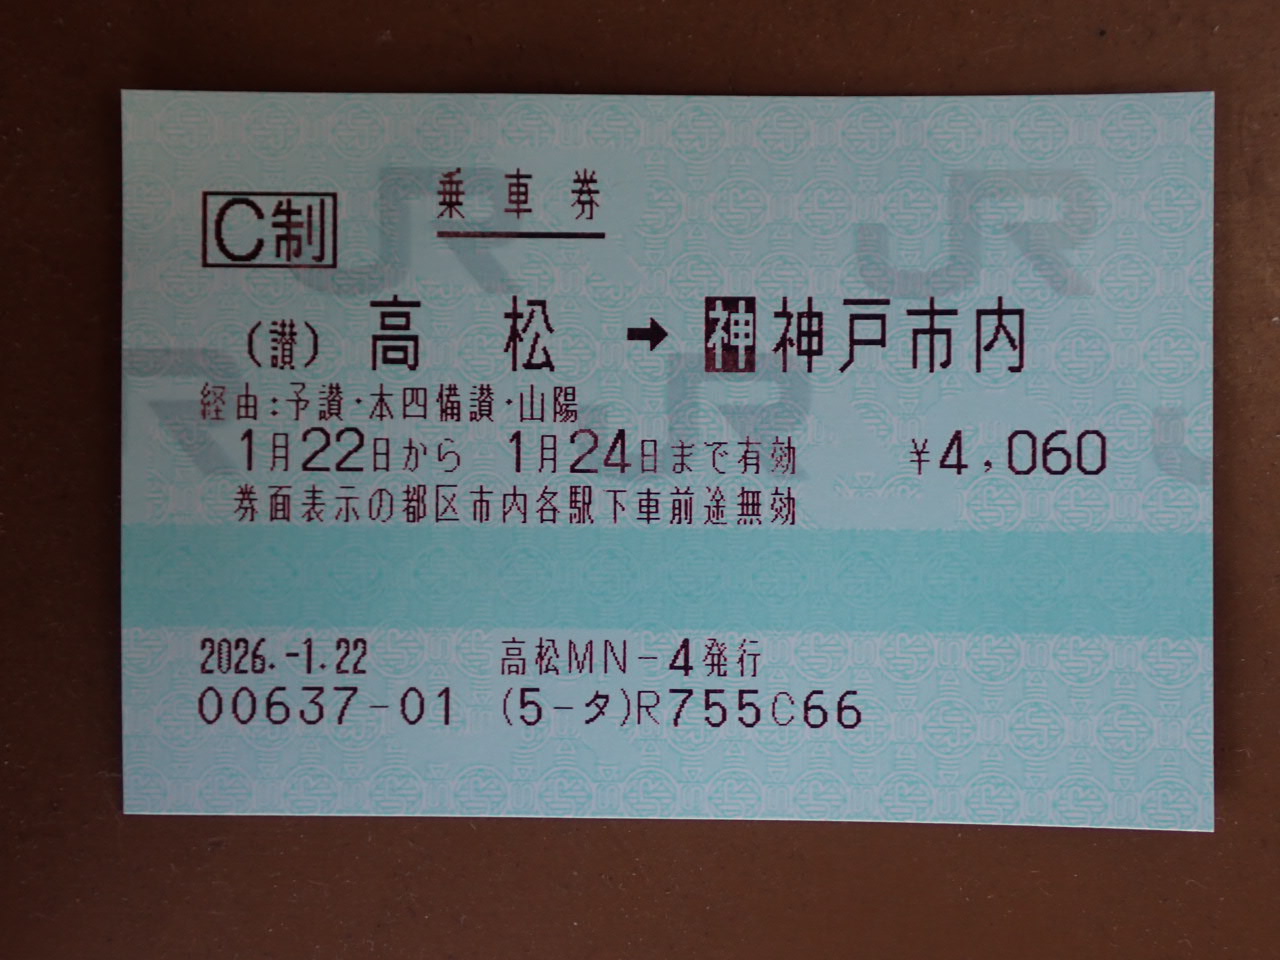 乗車券
C制
(讃)高松 → 神 神戸市内
経由:予讃・本四備讃・山陽
1月22日から 1月24日まで有効 ¥4,060
券面表示の都区市内各駅下車前途無効
2026.-1.22 高松MN-4発行
00637-01 (5-タ)R755C66